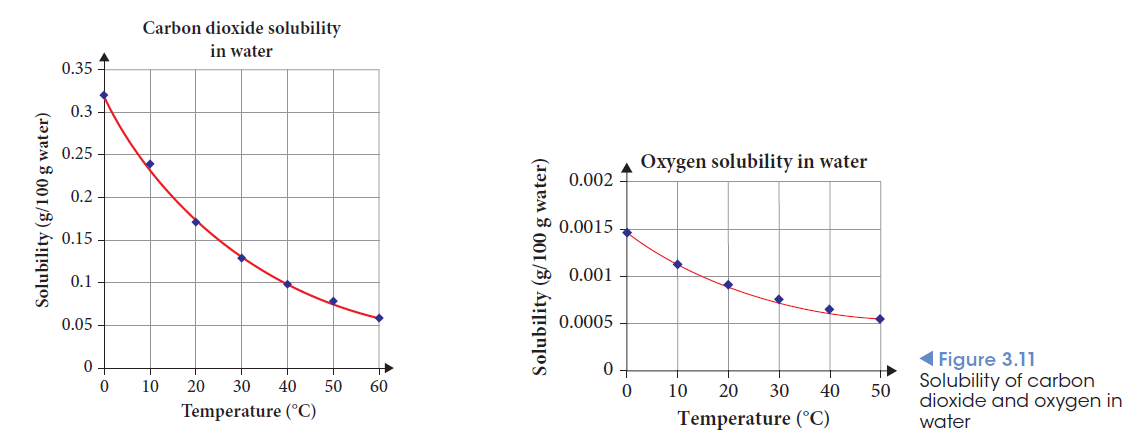 Carbon dioxide solubility
in water
Solubility (g/100 g water)
0.35
0.3
0.25
0.2
0.15
0.1
0.05
0
0 10 20 30 40 50 60
Temperature (°C)
Oxygen solubility in water
Solubility (g/100 g water)
0.002
0.0015
0.001
0.0005
0
0 10 20 30 40 50
Temperature (°C)
Figure 3.11
Solubility of carbon
dioxide and oxygen in
water